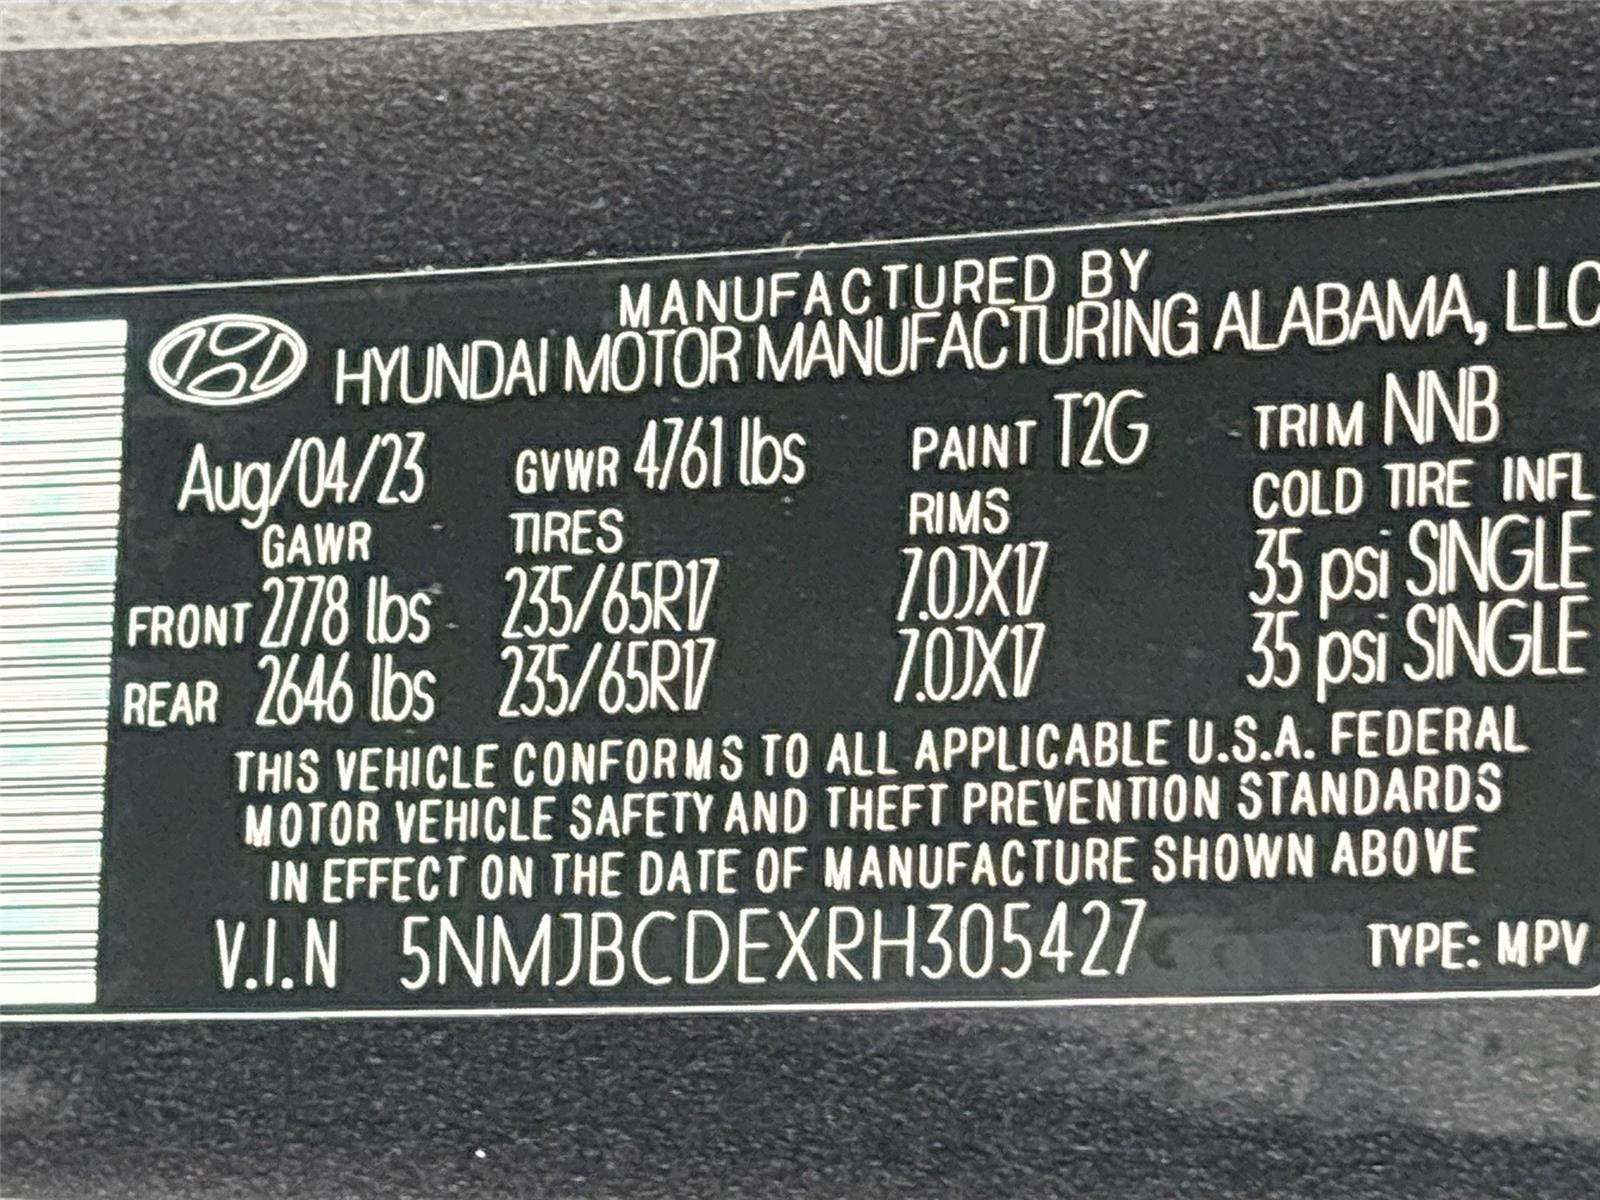 MANUFACTURED BY
HYUNDAI MOTOR MANUFACTURING ALABAMA, LLC
Aug/04/23 GVWR 4761 lbs PAINT T2G TRIM NNB
GAWR TIRES RIMS COLD TIRE INFL
FRONT 2778 lbs 235/65R17 7.0JX17 35 psi SINGLE
REAR 2646 lbs 235/65R17 7.0JX17 35 psi SINGLE
THIS VEHICLE CONFORMS TO ALL APPLICABLE U.S.A. FEDERAL
MOTOR VEHICLE SAFETY AND THEFT PREVENTION STANDARDS
IN EFFECT ON THE DATE OF MANUFACTURE SHOWN ABOVE
V.I.N 5NMJBCDEXRH305427 TYPE: MPV